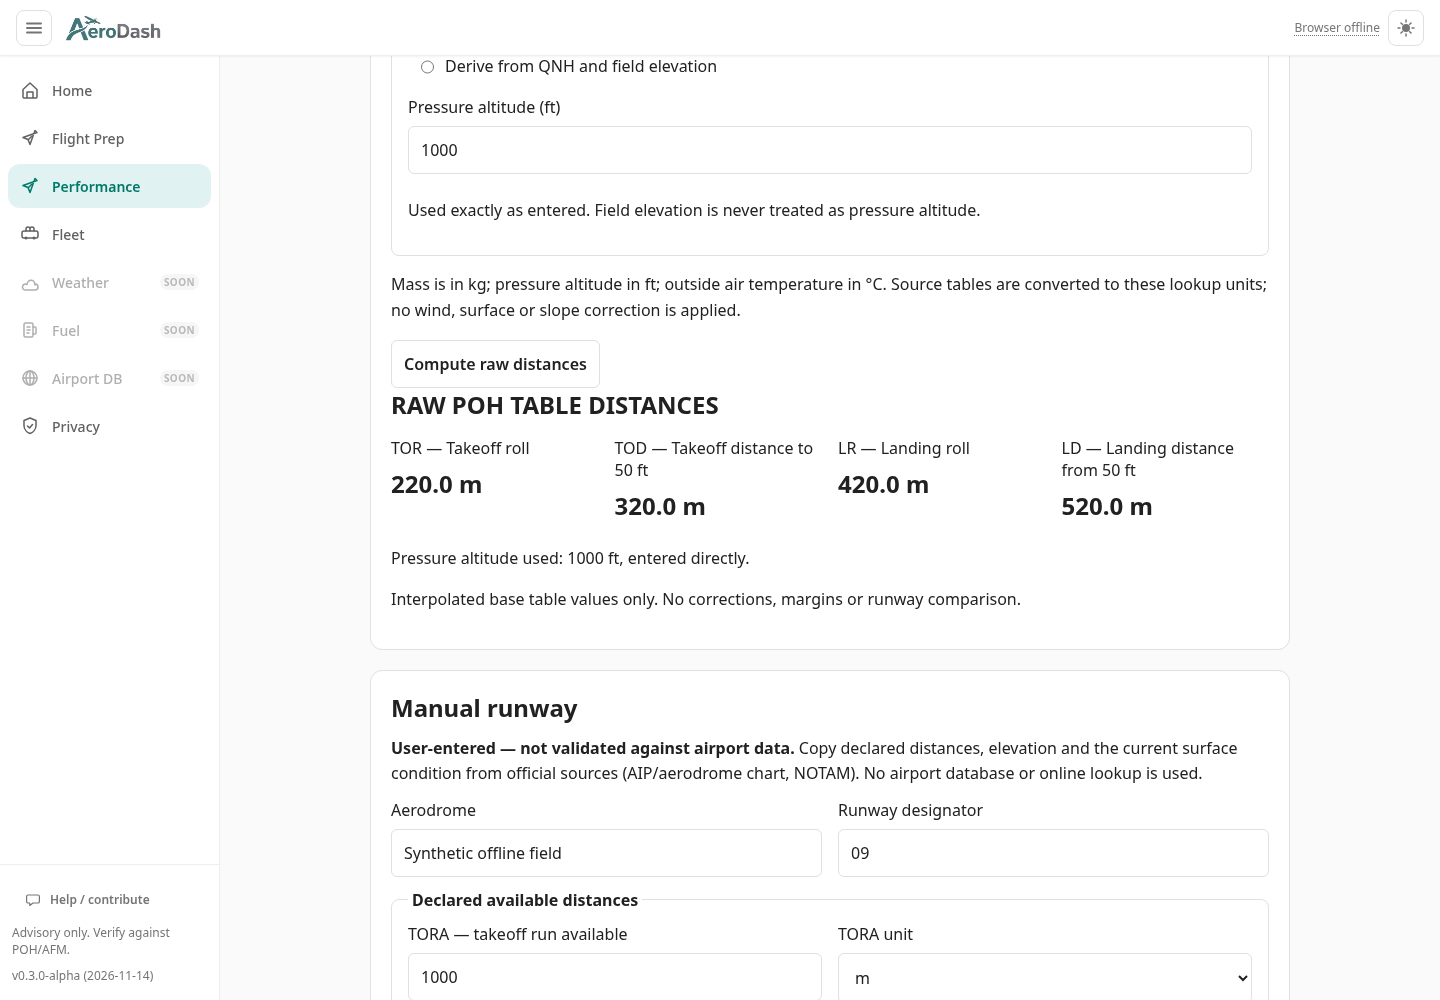 AeroDash
Browser offline
Home
Flight Prep
Performance
Fleet
Weather SOON
Fuel SOON
Airport DB SOON
Privacy
Help / contribute
Advisory only. Verify against
POH/AFM.
v0.3.0-alpha (2026-11-14)
Derive from QNH and field elevation
Pressure altitude (ft)
1000
Used exactly as entered. Field elevation is never treated as pressure altitude.
Mass is in kg; pressure altitude in ft; outside air temperature in °C. Source tables are converted to these lookup units;
no wind, surface or slope correction is applied.
Compute raw distances
RAW POH TABLE DISTANCES
TOR — Takeoff roll
220.0 m
TOD — Takeoff distance to
50 ft
320.0 m
LR — Landing roll
420.0 m
LD — Landing distance
from 50 ft
520.0 m
Pressure altitude used: 1000 ft, entered directly.
Interpolated base table values only. No corrections, margins or runway comparison.
Manual runway
User-entered — not validated against airport data. Copy declared distances, elevation and the current surface
condition from official sources (AIP/aerodrome chart, NOTAM). No airport database or online lookup is used.
Aerodrome
Synthetic offline field
Runway designator
09
Declared available distances
TORA — takeoff run available
1000
TORA unit
m